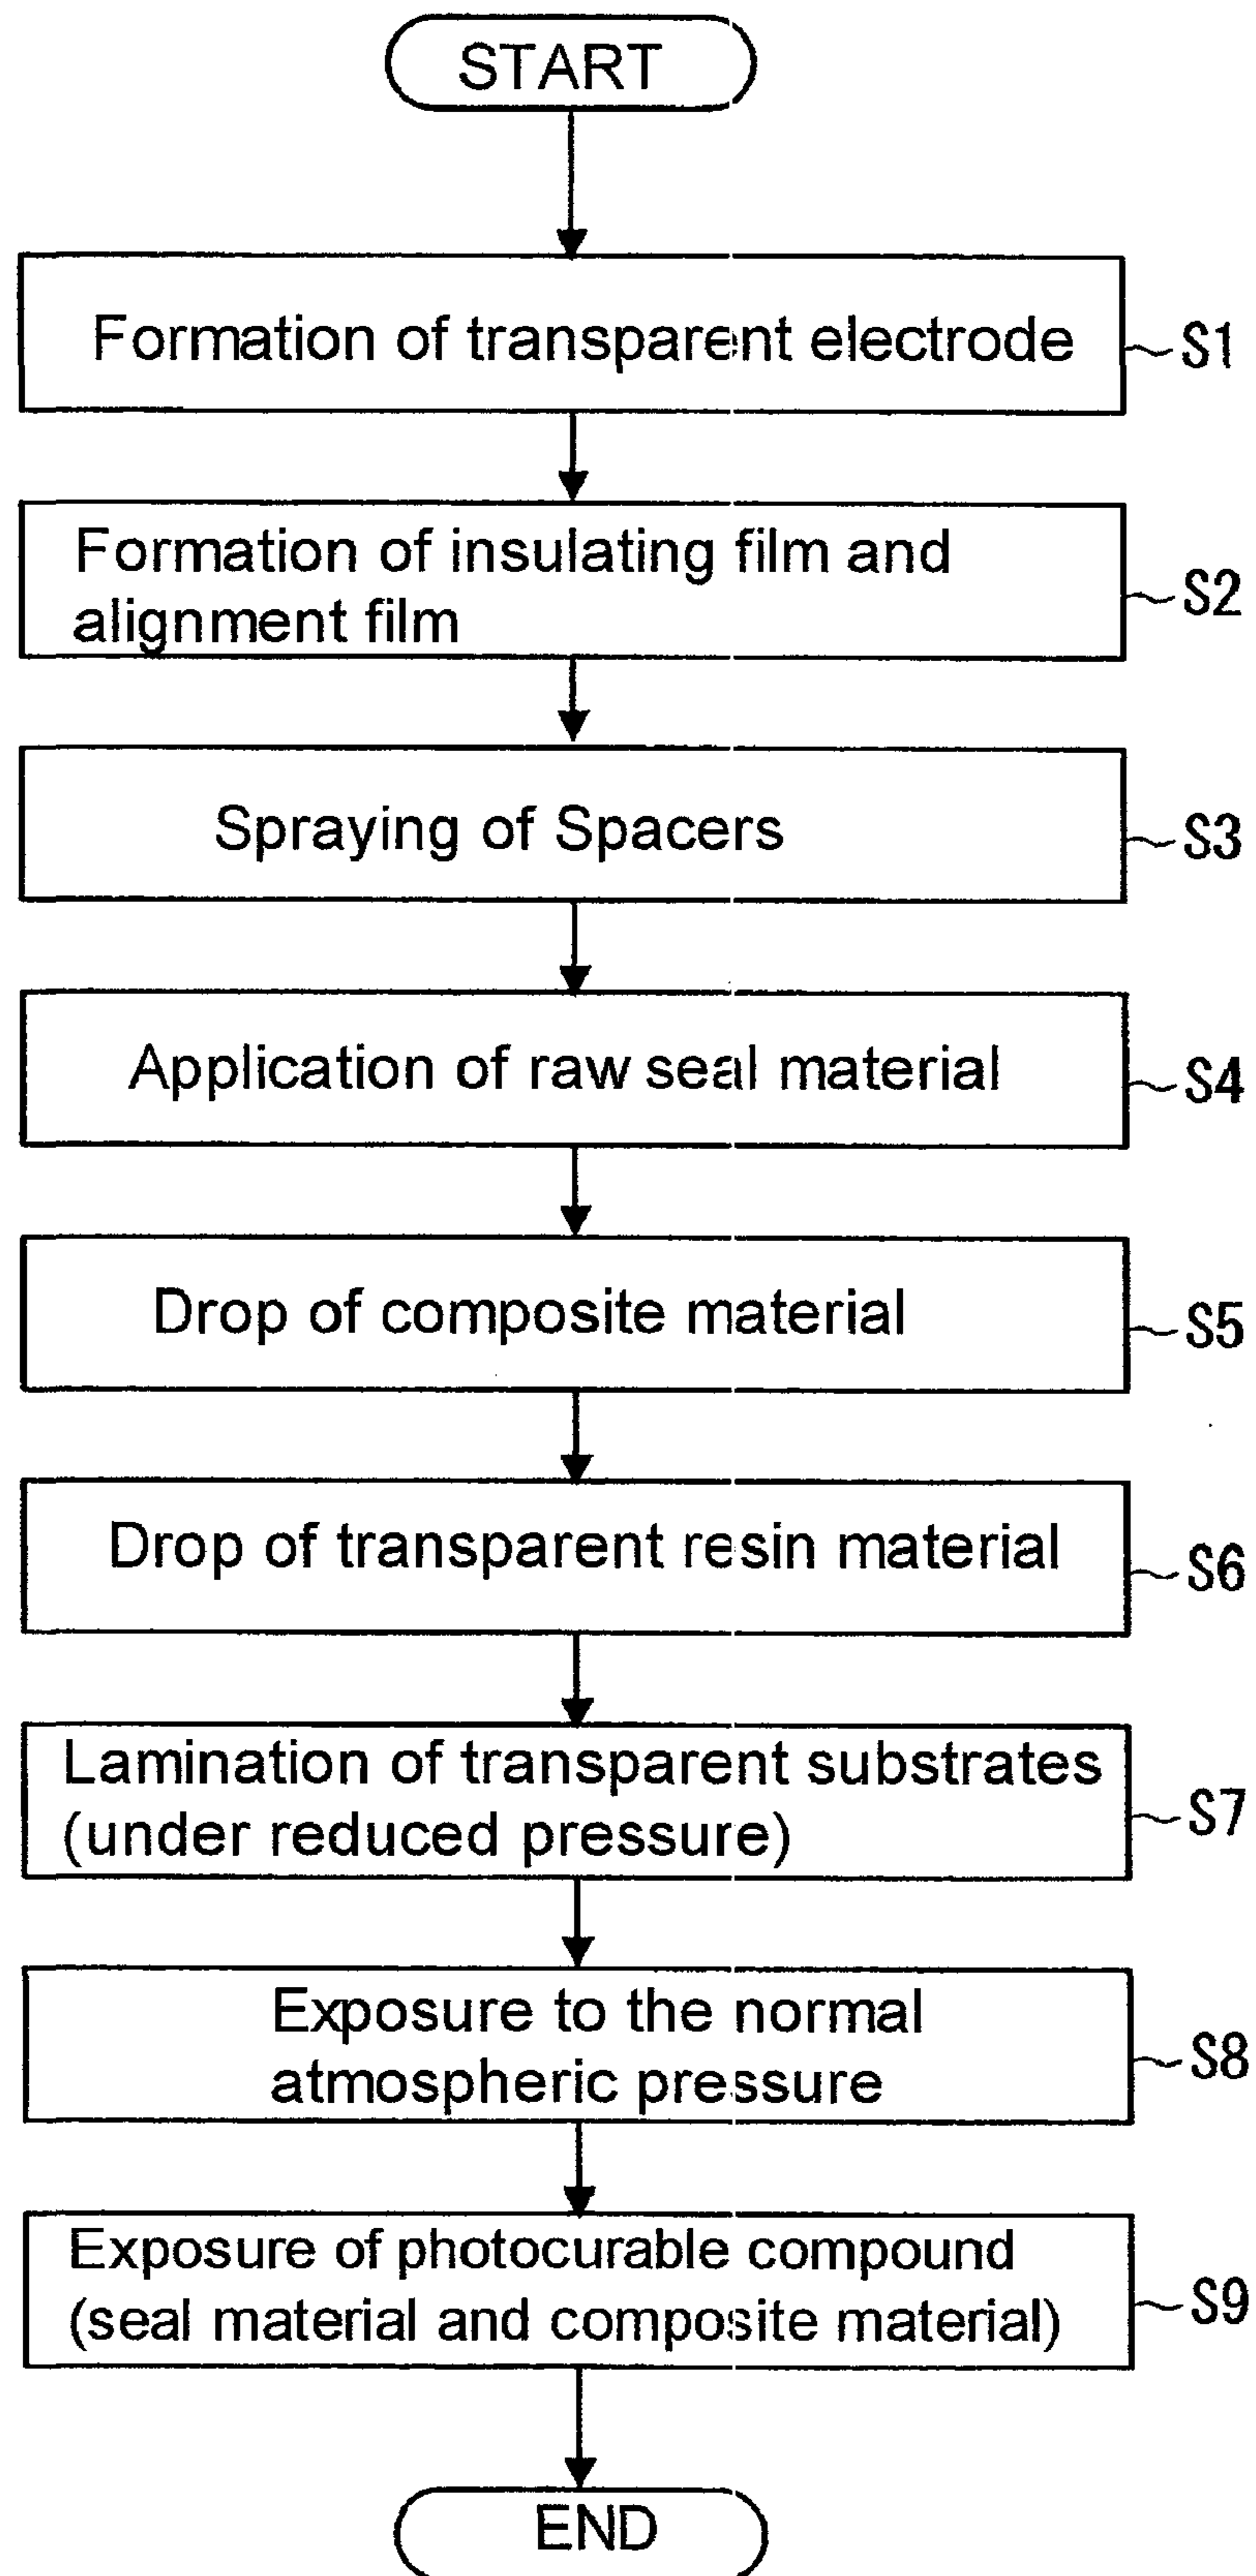 START
Formation of transparent electrode
S1
Formation of insulating film and
alignment film
S2
Spraying of Spacers
S3
Application of raw seal material
S4
Drop of composite material
S5
Drop of transparent resin material
S6
Lamination of transparent substrates
(under reduced pressure)
S7
Exposure to the normal
atmospheric pressure
S8
Exposure of photocurable compound
(seal material and composite material)
S9
END